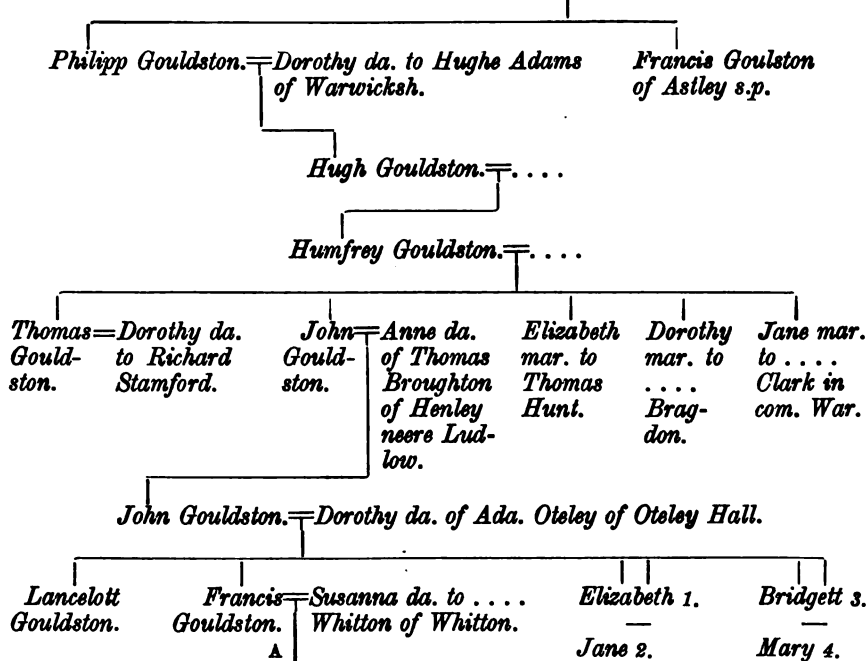 Philipp Gouldston.=Dorothy da. to Hughe Adams
of Warwicksh.
Francis Goulston
of Astley s.p.
Hugh Gouldston.=. . . .
Humfrey Gouldston.=. . . .
Thomas=Dorothy da.
Gould- to Richard
ston. Stamford.
John=Anne da.
Gould- of Thomas
ston. Broughton
of Henley
neere Lud-
low.
Elizabeth
mar. to
Thomas
Hunt.
Dorothy
mar. to
. . . .
Brag-
don.
Jane mar.
to . . . .
Clark in
com. War.
John Gouldston.=Dorothy da. of Ada. Oteley of Oteley Hall.
Lancelott
Gouldston.
Francis=Susanna da. to . . . .
Gouldston. Whitton of Whitton.
A
Elizabeth 1.
—
Jane 2.
Bridgett 3.
—
Mary 4.